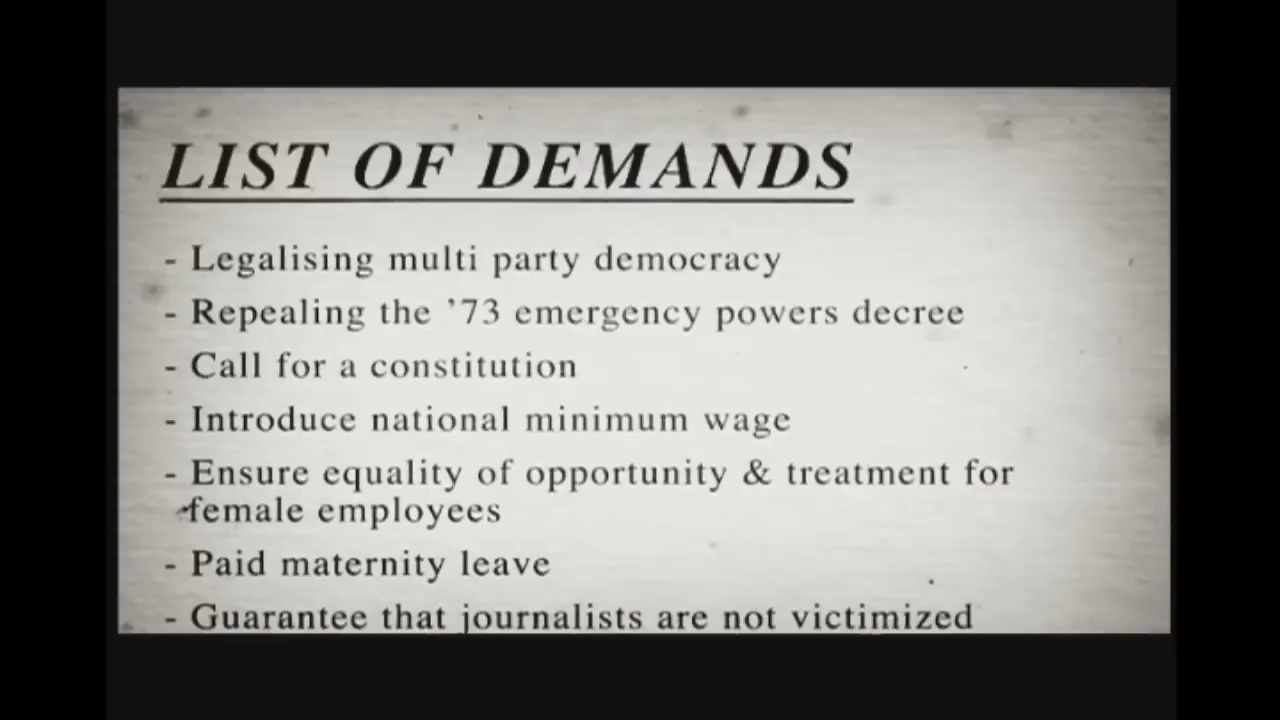 LIST OF DEMANDS
- Legalising multi party democracy
- Repealing the ’73 emergency powers decree
- Call for a constitution
- Introduce national minimum wage
- Ensure equality of opportunity & treatment for
female employees
- Paid maternity leave
- Guarantee that journalists are not victimized